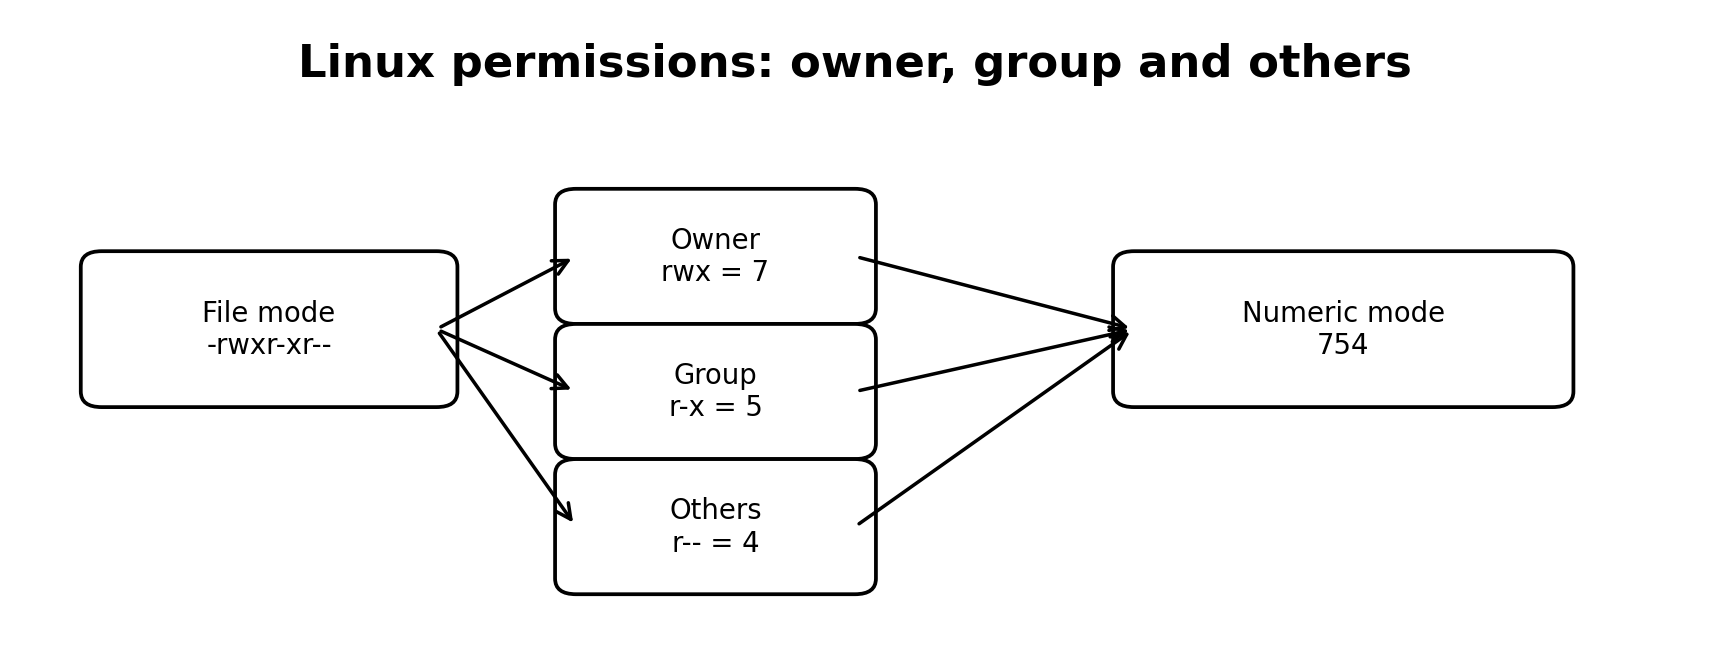 Linux permissions: owner, group and others
File mode
-rwxr-xr--
Owner
rwx = 7
Group
r-x = 5
Others
r-- = 4
Numeric mode
754